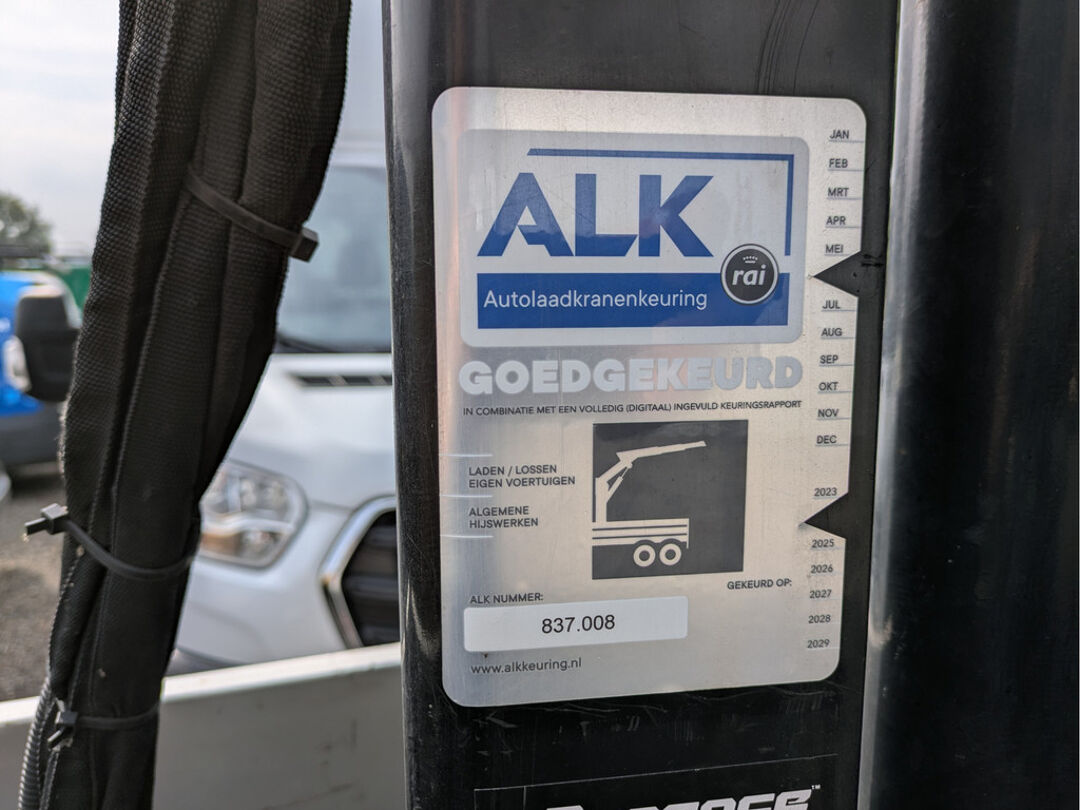 ALK
rai
Autolaadkranenkeuring
GOEDGEKEURD
IN COMBINATIE MET EEN VOLLEDIG (DIGITAAL) INGEVULD KEURINGSRAPPORT
LADEN / LOSSEN
EIGEN VOERTUIGEN
ALGEMENE
HIJSWERKEN
GEKEURD OP:
ALK NUMMER:
837.008
www.alkkeuring.nl
JAN
FEB
MRT
APR
MEI
JUL
AUG
SEP
OKT
NOV
DEC
2023
2025
2026
2027
2028
2029